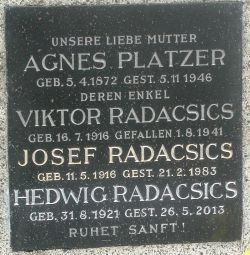 UNSERE LIEBE MUTTER
AGNES PLATZER
GEB. 5.4.1872 GEST. 5.11.1946
DEREN ENKEL
VIKTOR RADACSICS
GEB. 16.7.1916 GEFALLEN 1.8.1941
JOSEF RADACSICS
GEB. 11.5.1916 GEST. 21.2.1983
HEDWIG RADACSICS
GEB. 31.8.1921 GEST. 26.5.2013
RUHET SANFT!